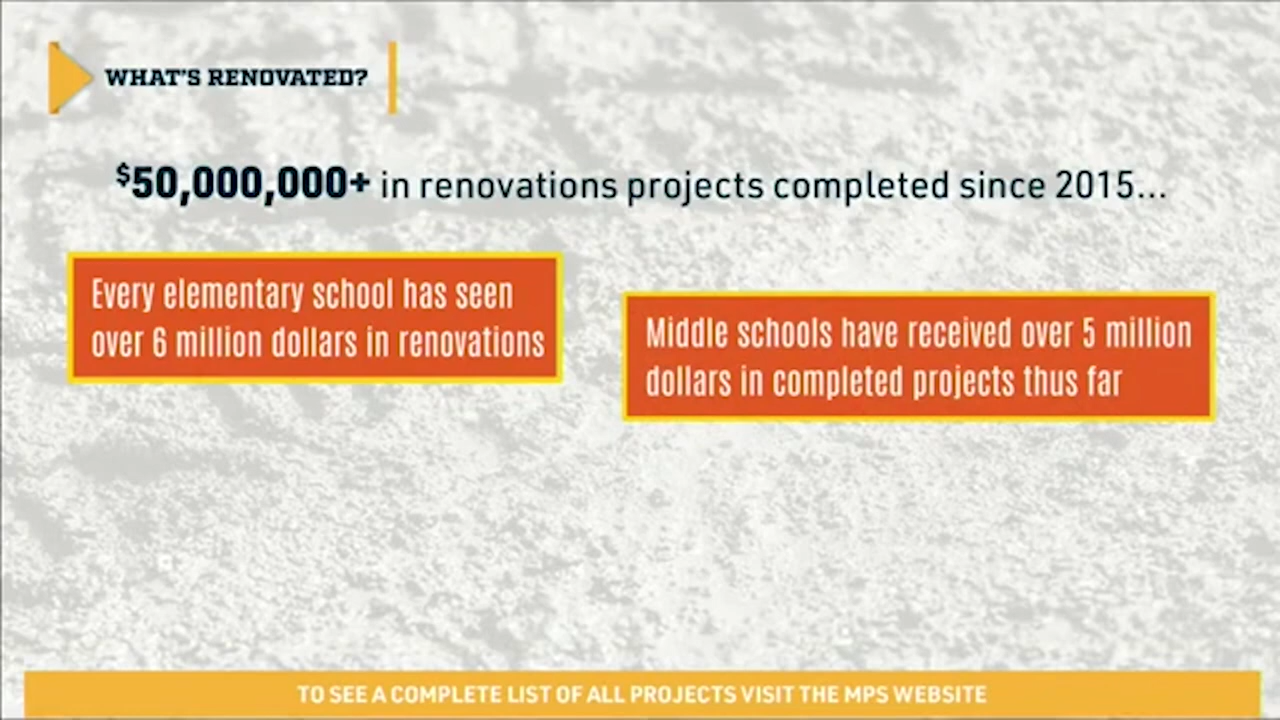 WHAT'S RENOVATED?
$50,000,000+ in renovations projects completed since 2015...
Every elementary school has seen
over 6 million dollars in renovations
Middle schools have received over 5 million
dollars in completed projects thus far
TO SEE A COMPLETE LIST OF ALL PROJECTS VISIT THE MPS WEBSITE